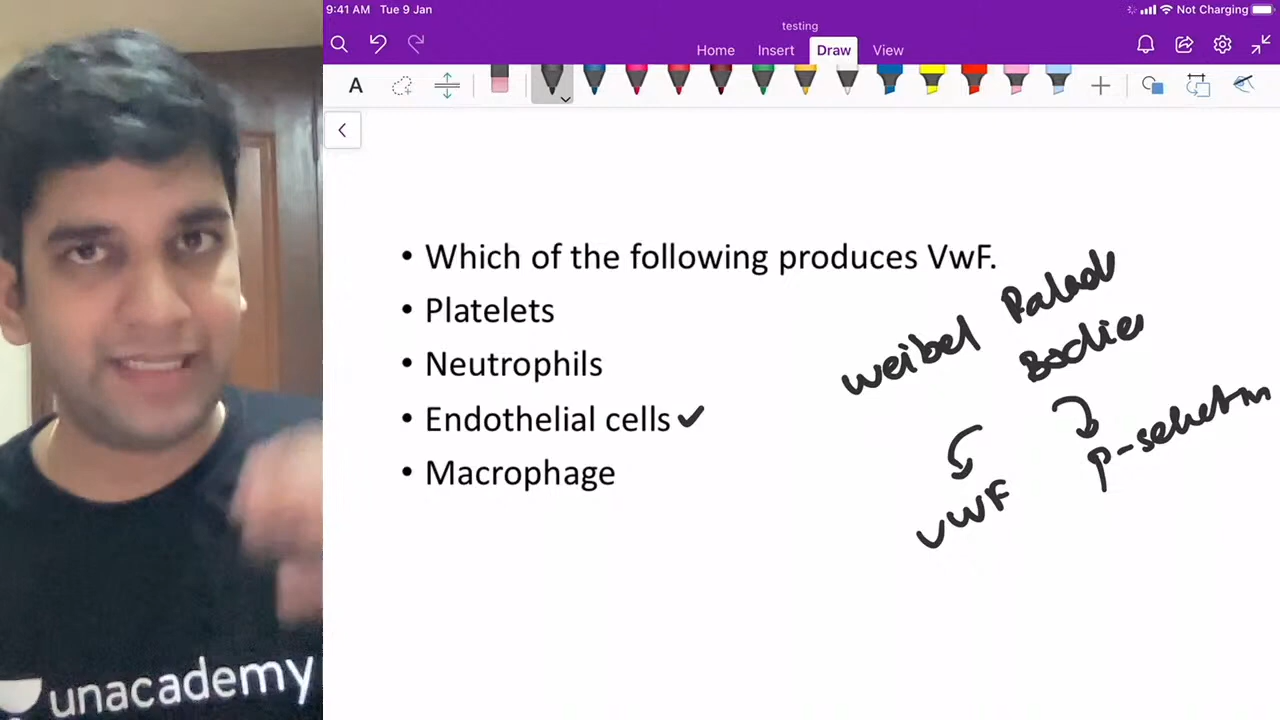 9:41 AM Tue 9 Jan
Not Charging
testing
Home Insert Draw View
A
• Which of the following produces VwF.
• Platelets
• Neutrophils
• Endothelial cells ✓
• Macrophage
weibel Palade
Bodies
VWF
p-selectin
unacademy